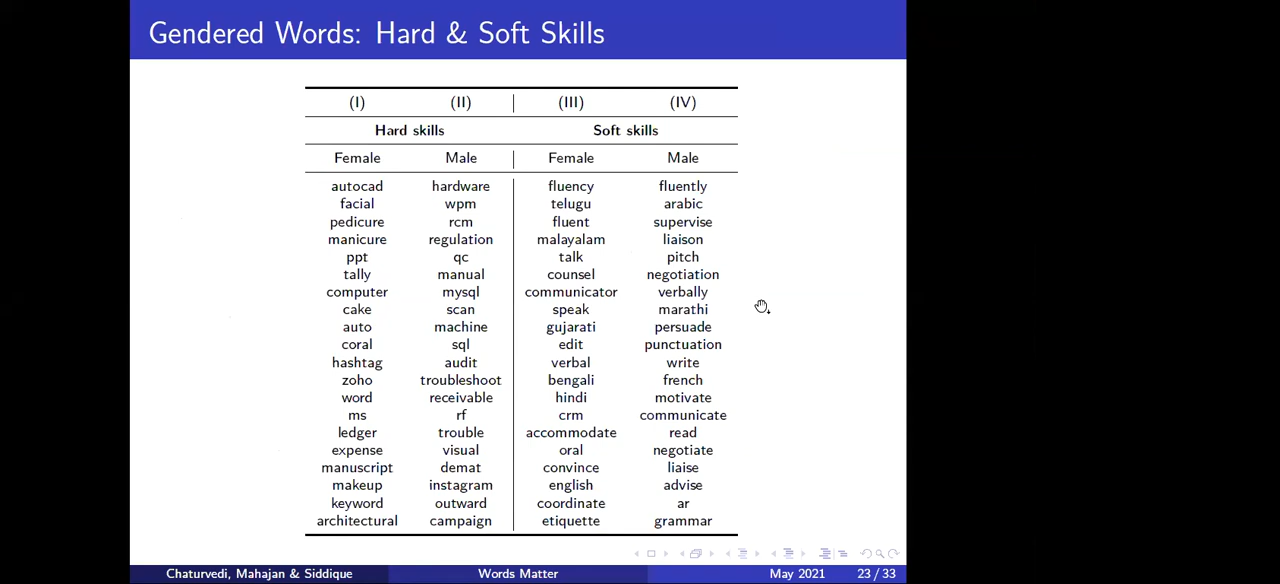 Gendered Words: Hard & Soft Skills
(I) (II) (III) (IV)
Hard skills Soft skills
Female Male Female Male
autocad hardware fluency fluently
facial wpm telugu arabic
pedicure rcm fluent supervise
manicure regulation malayalam liaison
ppt qc talk pitch
tally manual counsel negotiation
computer mysql communicator verbally
cake scan speak marathi
auto machine gujarati persuade
coral sql edit punctuation
hashtag audit verbal write
zoho troubleshoot bengali french
word receivable hindi motivate
ms rf crm communicate
ledger trouble accommodate read
expense visual oral negotiate
manuscript demat convince liaise
makeup instagram english advise
keyword outward coordinate ar
architectural campaign etiquette grammar
Chaturvedi, Mahajan & Siddique Words Matter May 2021 23 / 33